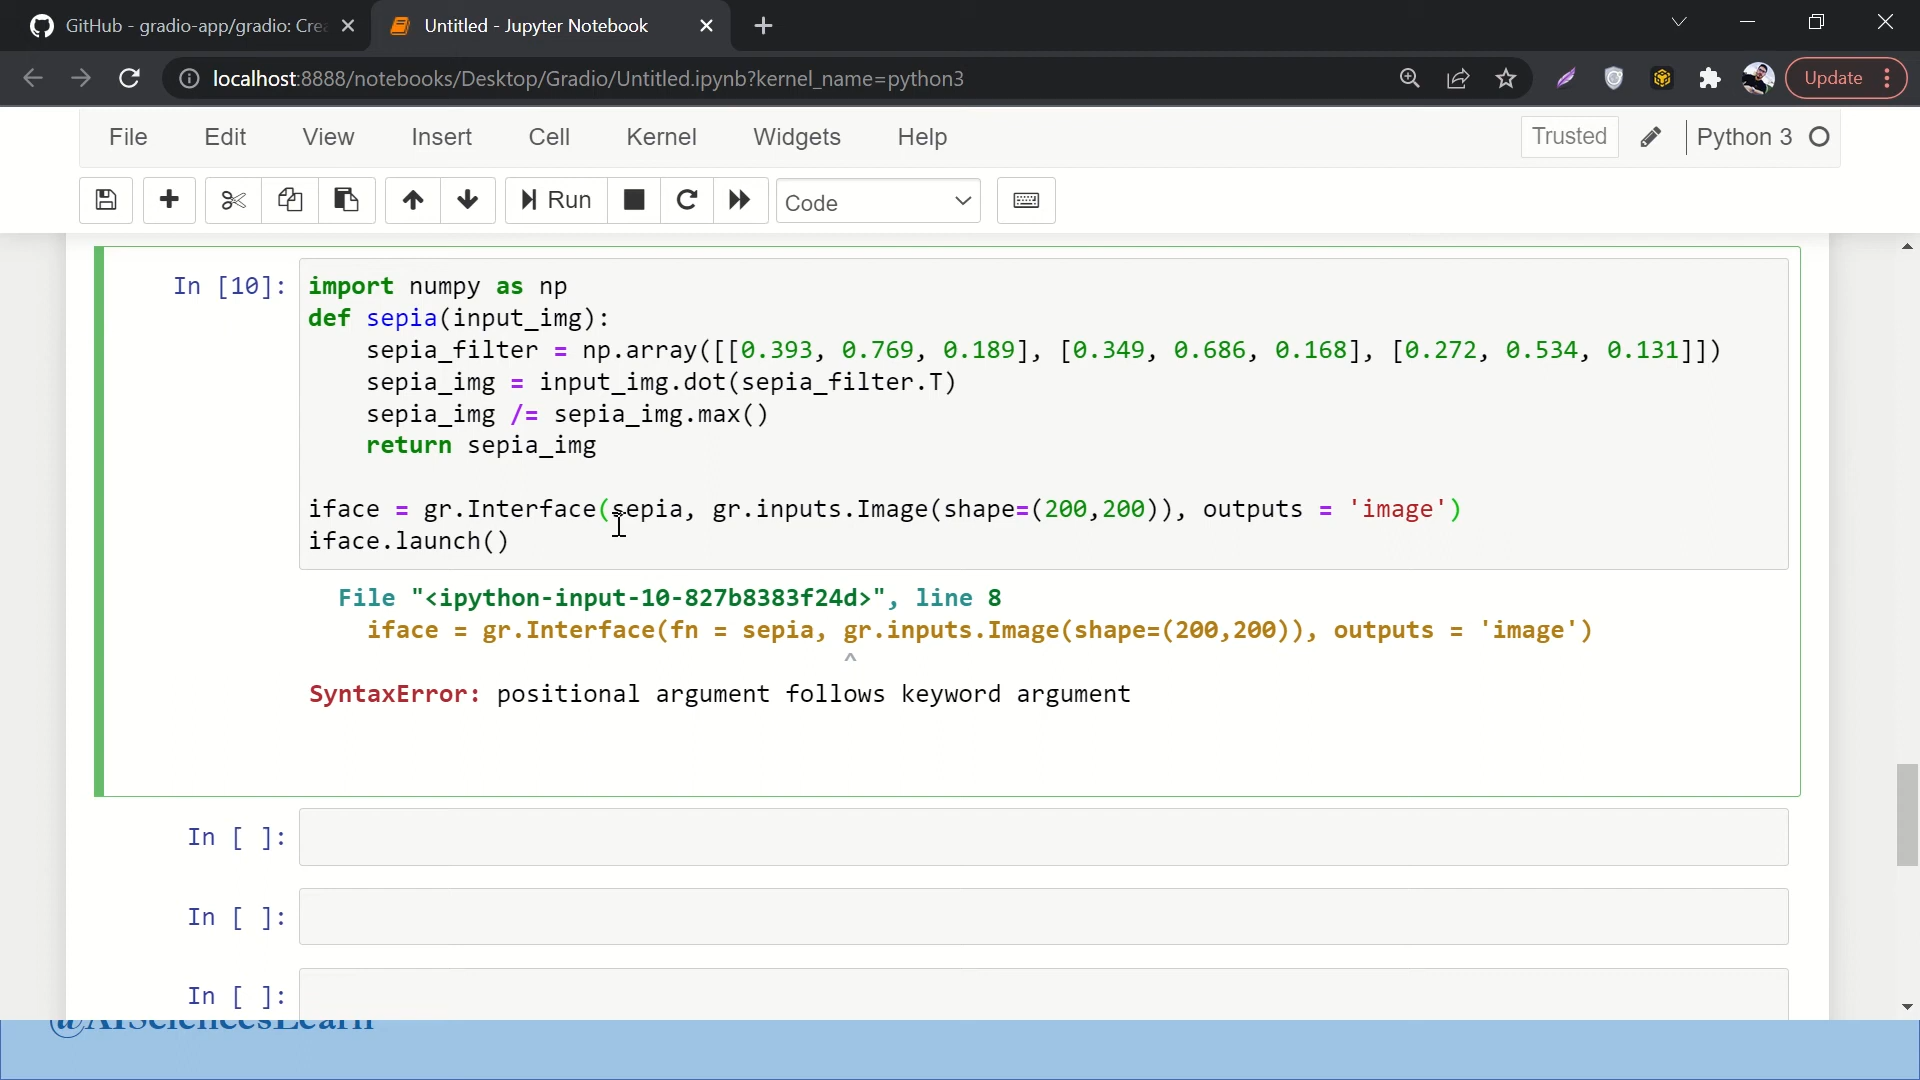 GitHub - gradio-app/gradio: Cre
Untitled - Jupyter Notebook
localhost:8888/notebooks/Desktop/Gradio/Untitled.ipynb?kernel_name=python3
Update
File Edit View Insert Cell Kernel Widgets Help
Trusted
Python 3
Run
Code
In [10]:
import numpy as np
def sepia(input_img):
    sepia_filter = np.array([[0.393, 0.769, 0.189], [0.349, 0.686, 0.168], [0.272, 0.534, 0.131]])
    sepia_img = input_img.dot(sepia_filter.T)
    sepia_img /= sepia_img.max()
    return sepia_img
iface = gr.Interface(sepia, gr.inputs.Image(shape=(200,200)), outputs = 'image')
iface.launch()
File "<ipython-input-10-827b8383f24d>", line 8
iface = gr.Interface(fn = sepia, gr.inputs.Image(shape=(200,200)), outputs = 'image')
^
SyntaxError: positional argument follows keyword argument
In [ ]:
In [ ]:
In [ ]:
@AISciencesLearn